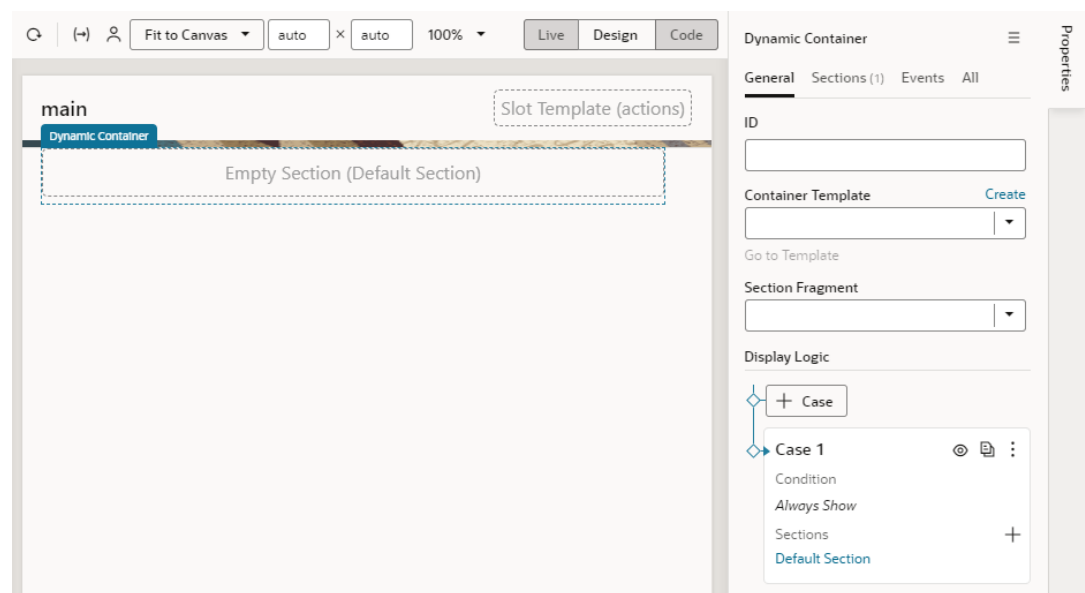 Fit to Canvas auto × auto 100% Live Design Code
main
Slot Template (actions)
Dynamic Container
Empty Section (Default Section)
Dynamic Container
General Sections (1) Events All
ID
Container Template Create
Go to Template
Section Fragment
Display Logic
+ Case
Case 1
Condition
Always Show
Sections +
Default Section
Properties